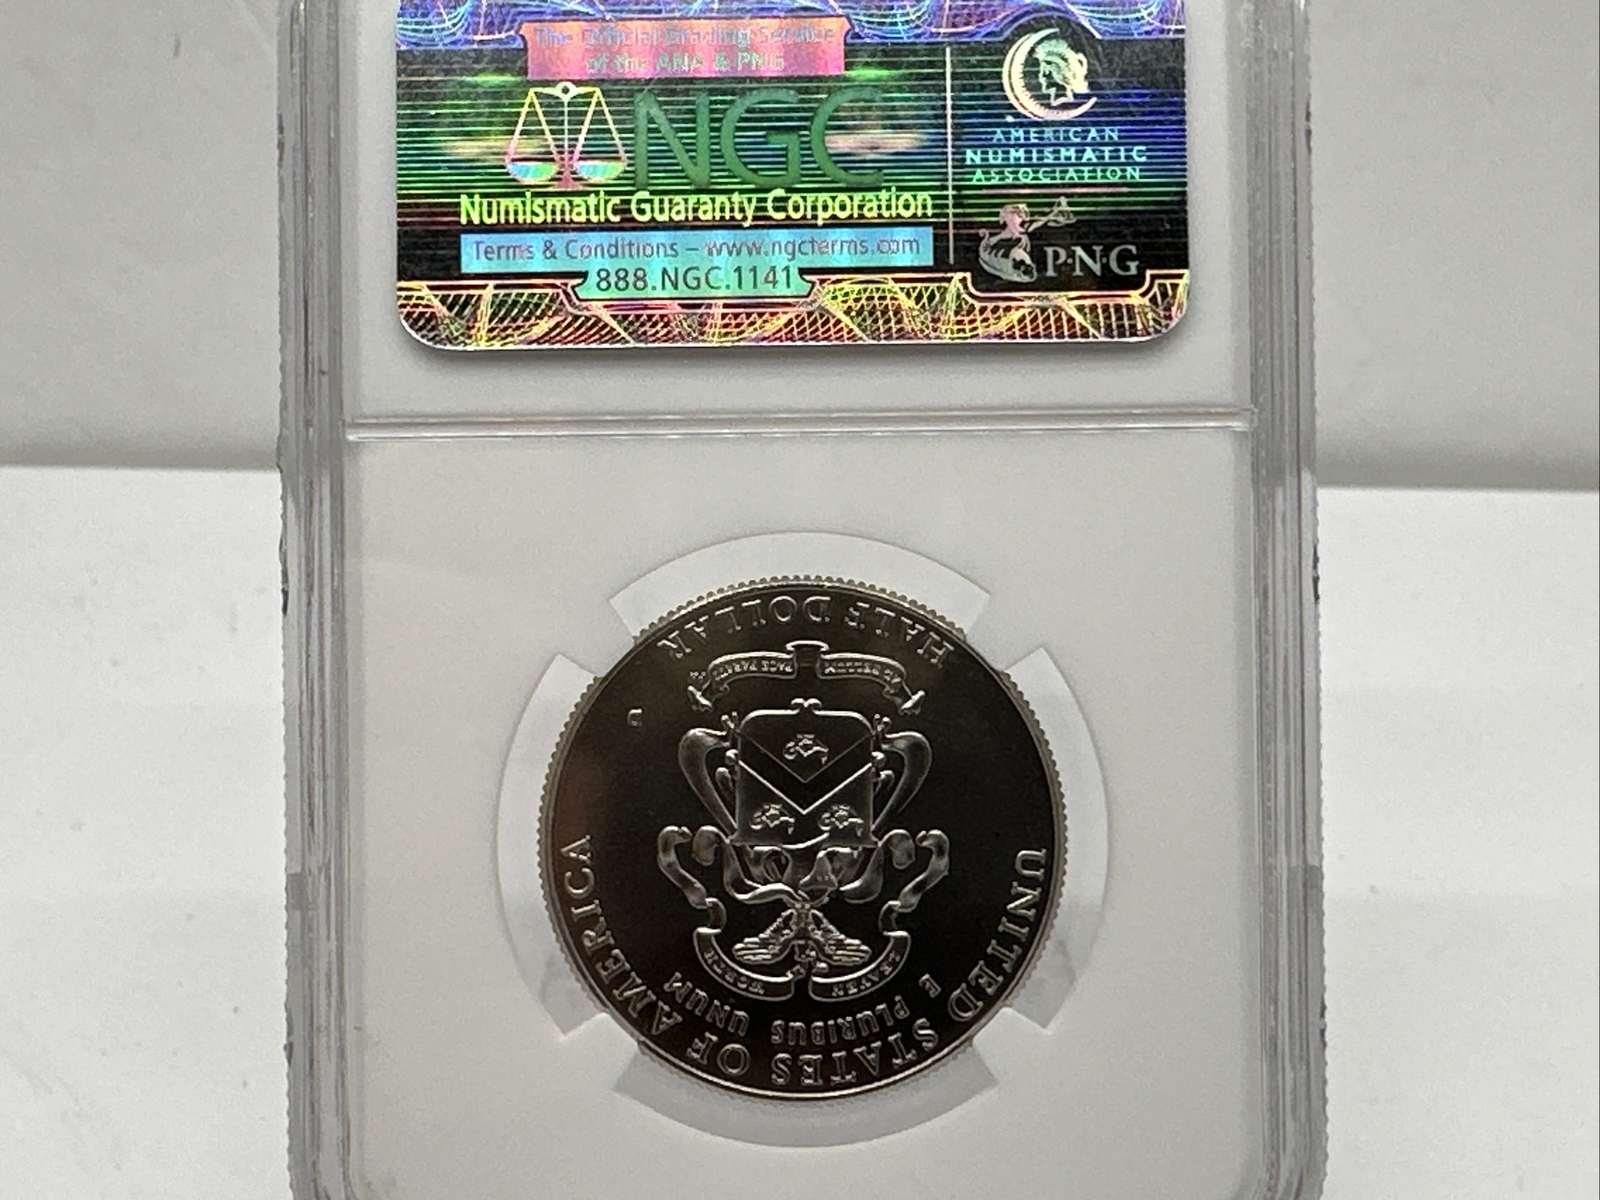 The Official Grading Service
of the ANA & PNG
NGC
Numismatic Guaranty Corporation
Terms & Conditions – www.ngcterms.com
888.NGC.1141
AMERICAN
NUMISMATIC
ASSOCIATION
P·N·G
UNITED STATES OF AMERICA
E PLURIBUS UNUM
HALF DOLLAR
D